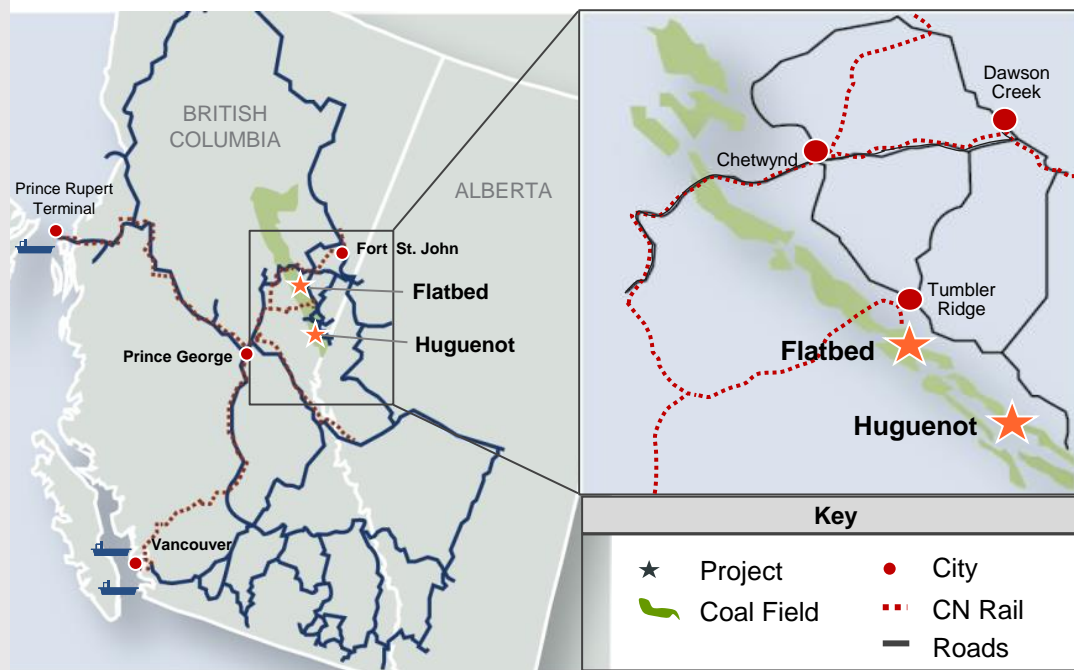 BRITISH
COLUMBIA
ALBERTA
Prince Rupert
Terminal
Fort St. John
Flatbed
Huguenot
Prince George
Vancouver
Dawson
Creek
Chetwynd
Tumbler
Ridge
Flatbed
Huguenot
Key
Project
City
Coal Field
CN Rail
Roads